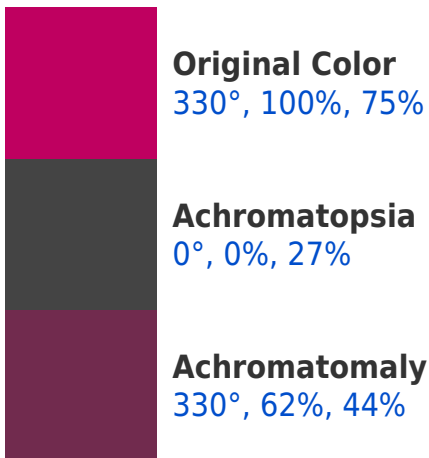 Original Color
330°, 100%, 75%
Achromatopsia
0°, 0%, 27%
Achromatomaly
330°, 62%, 44%